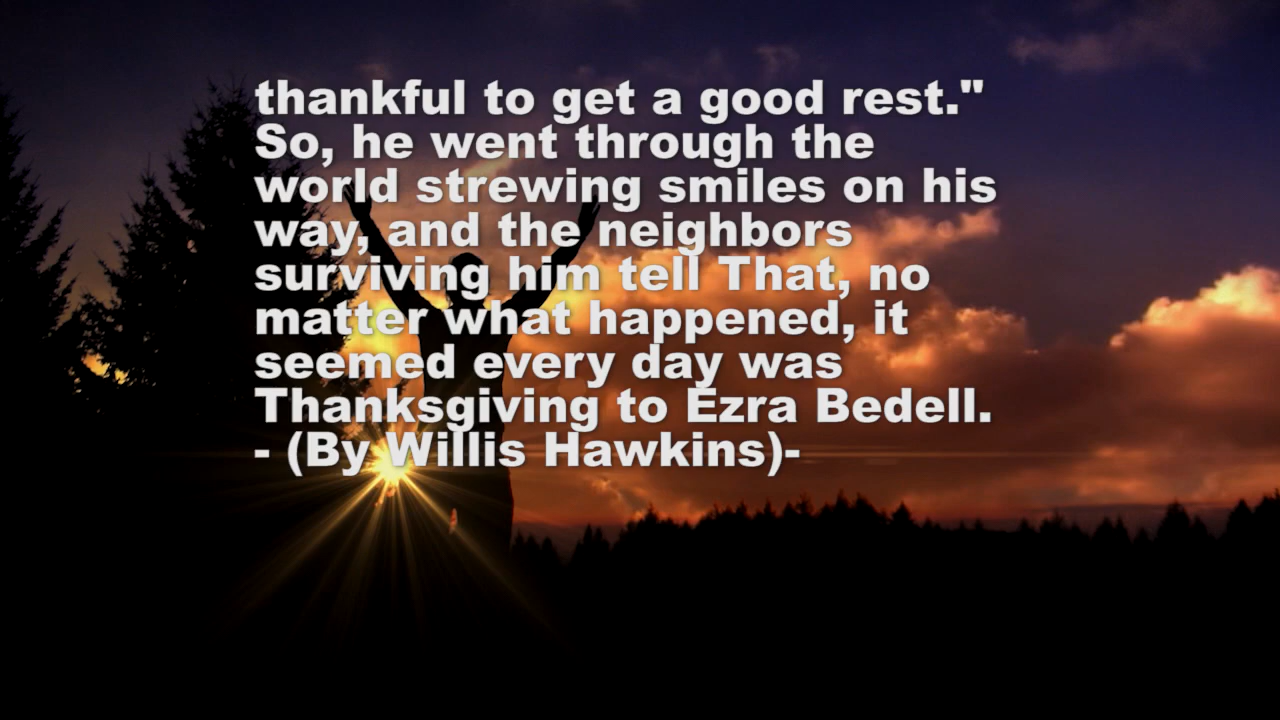 thankful to get a good rest."
So, he went through the
world strewing smiles on his
way, and the neighbors
surviving him tell That, no
matter what happened, it
seemed every day was
Thanksgiving to Ezra Bedell.
- (By Willis Hawkins)-